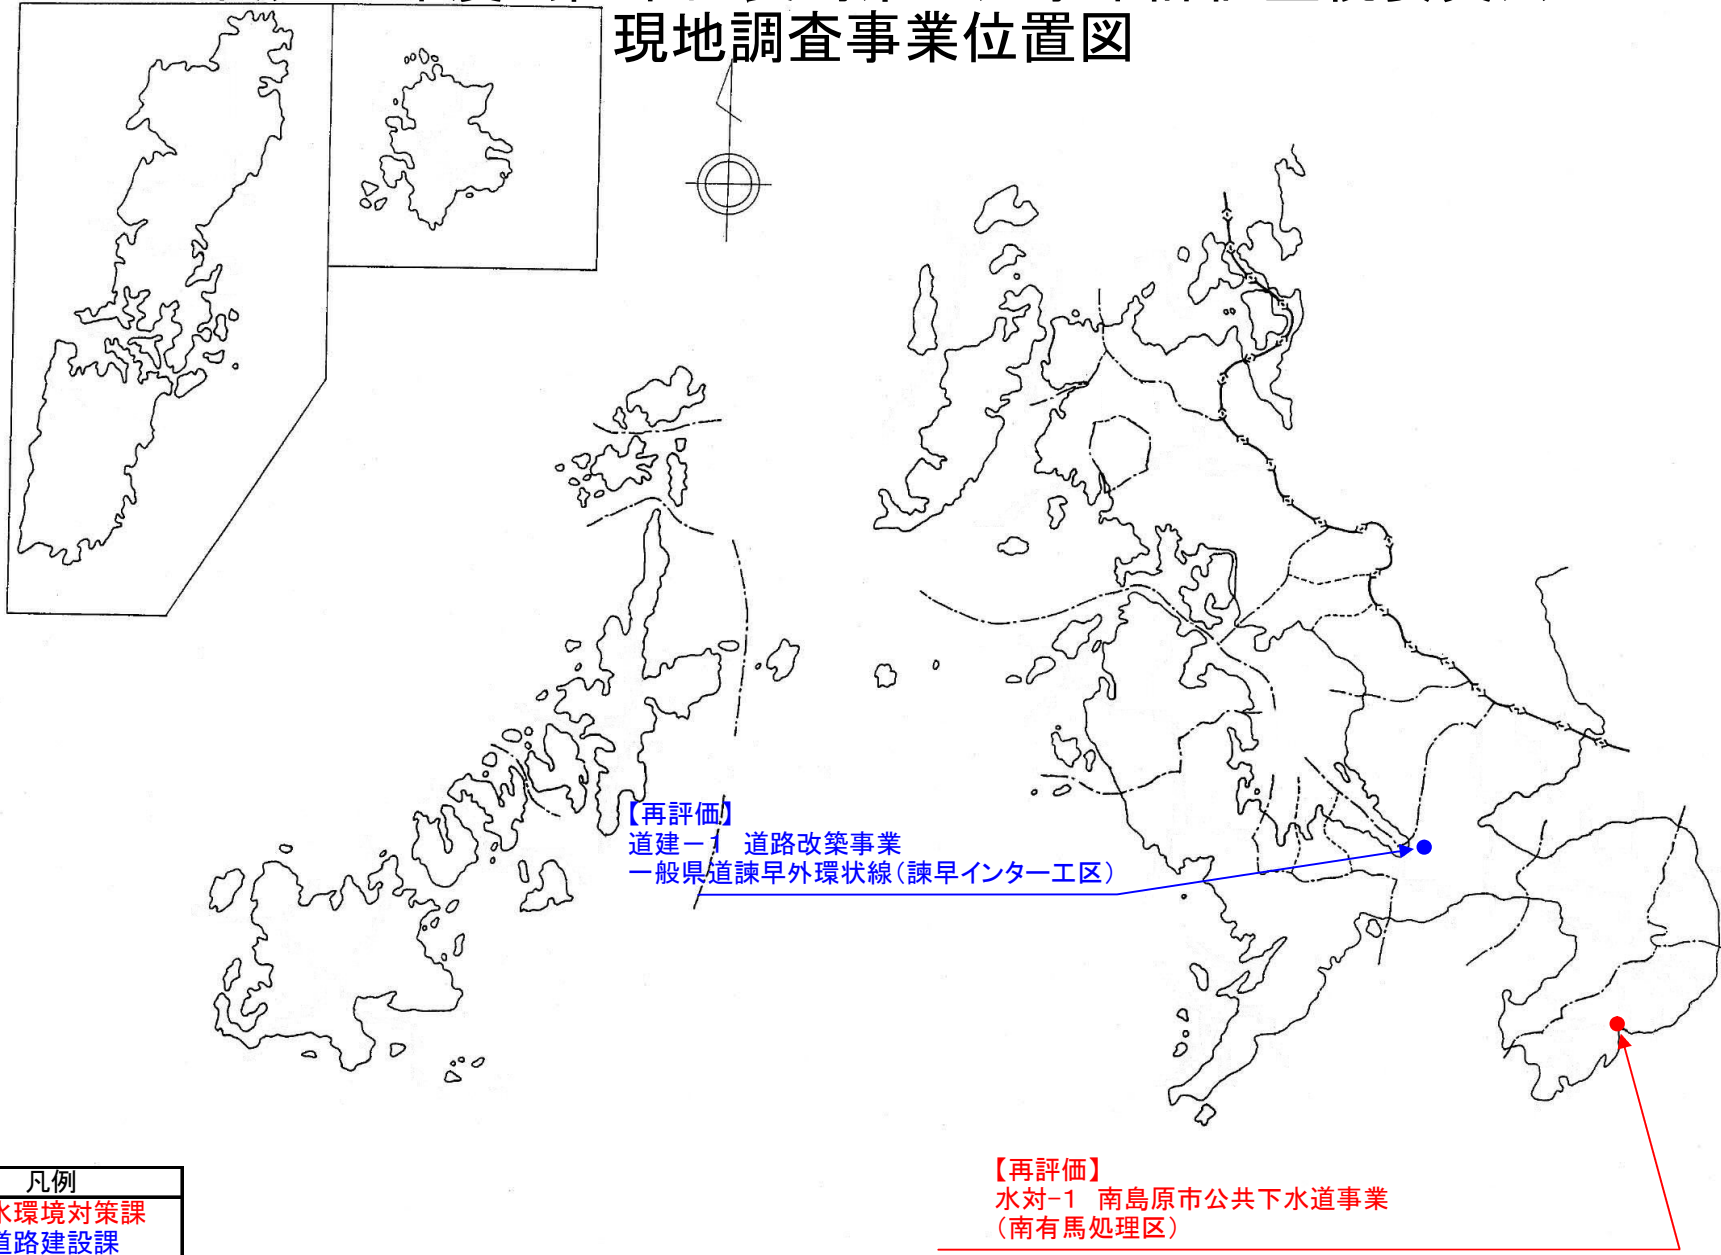 現地調査事業位置図
【再評価】
道建－1　道路改築事業
一般県道諫早外環状線(諫早インター工区)
【再評価】
水対-1　南島原市公共下水道事業
(南有馬処理区)
凡例
水環境対策課
道路建設課